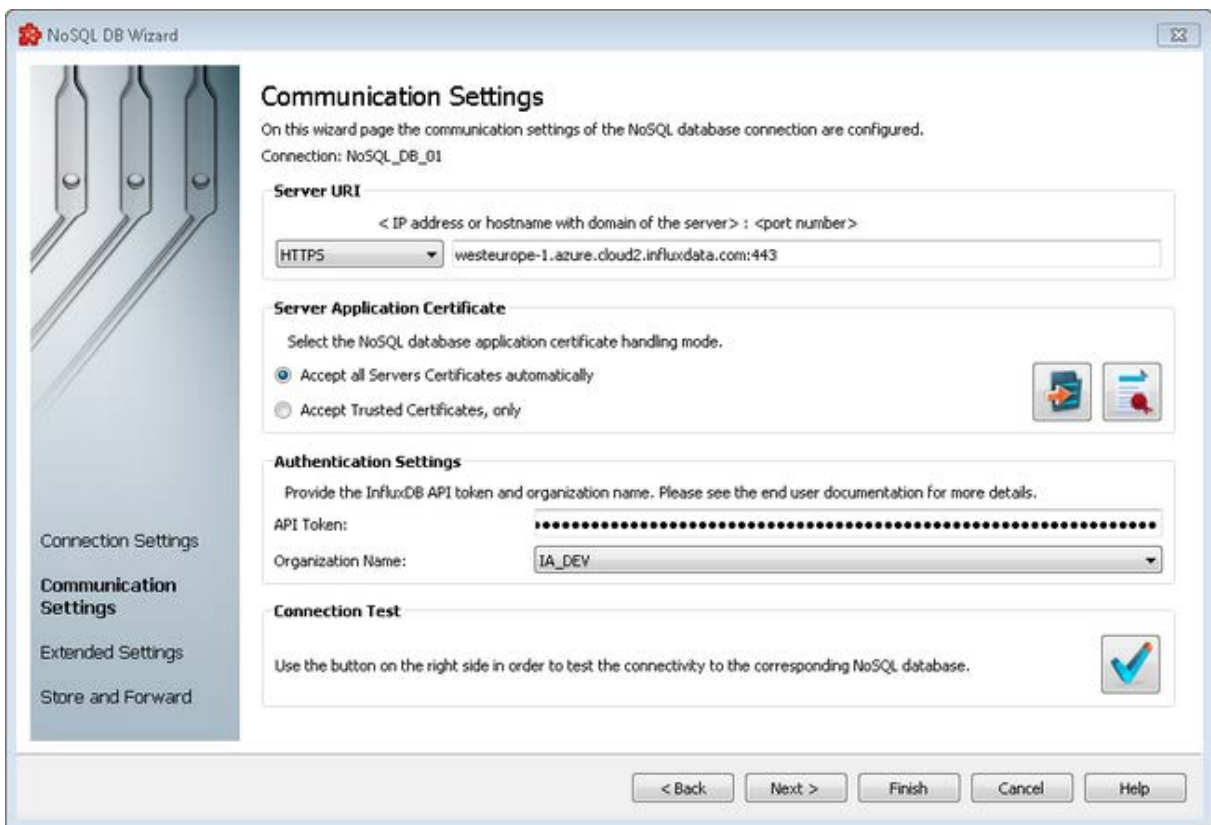 NoSQL DB Wizard
Communication Settings
On this wizard page the communication settings of the NoSQL database connection are configured.
Connection: NoSQL_DB_01
Server URI
< IP address or hostname with domain of the server> : <port number>
HTTPS westeurope-1.azure.cloud2.influxdata.com:443
Server Application Certificate
Select the NoSQL database application certificate handling mode.
Accept all Servers Certificates automatically
Accept Trusted Certificates, only
Authentication Settings
Provide the InfluxDB API token and organization name. Please see the end user documentation for more details.
API Token:
Organization Name: IA_DEV
Connection Test
Use the button on the right side in order to test the connectivity to the corresponding NoSQL database.
Connection Settings
Communication
Settings
Extended Settings
Store and Forward
< Back Next > Finish Cancel Help